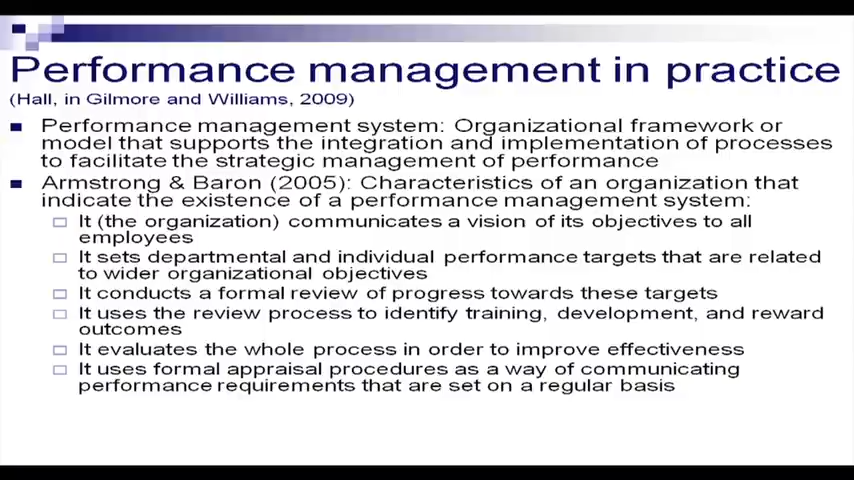 Performance management in practice
(Hall, in Gilmore and Williams, 2009)
Performance management system: Organizational framework or
model that supports the integration and implementation of processes
to facilitate the strategic management of performance
Armstrong & Baron (2005): Characteristics of an organization that
indicate the existence of a performance management system:
It (the organization) communicates a vision of its objectives to all
employees
It sets departmental and individual performance targets that are related
to wider organizational objectives
It conducts a formal review of progress towards these targets
It uses the review process to identify training, development, and reward
outcomes
It evaluates the whole process in order to improve effectiveness
It uses formal appraisal procedures as a way of communicating
performance requirements that are set on a regular basis